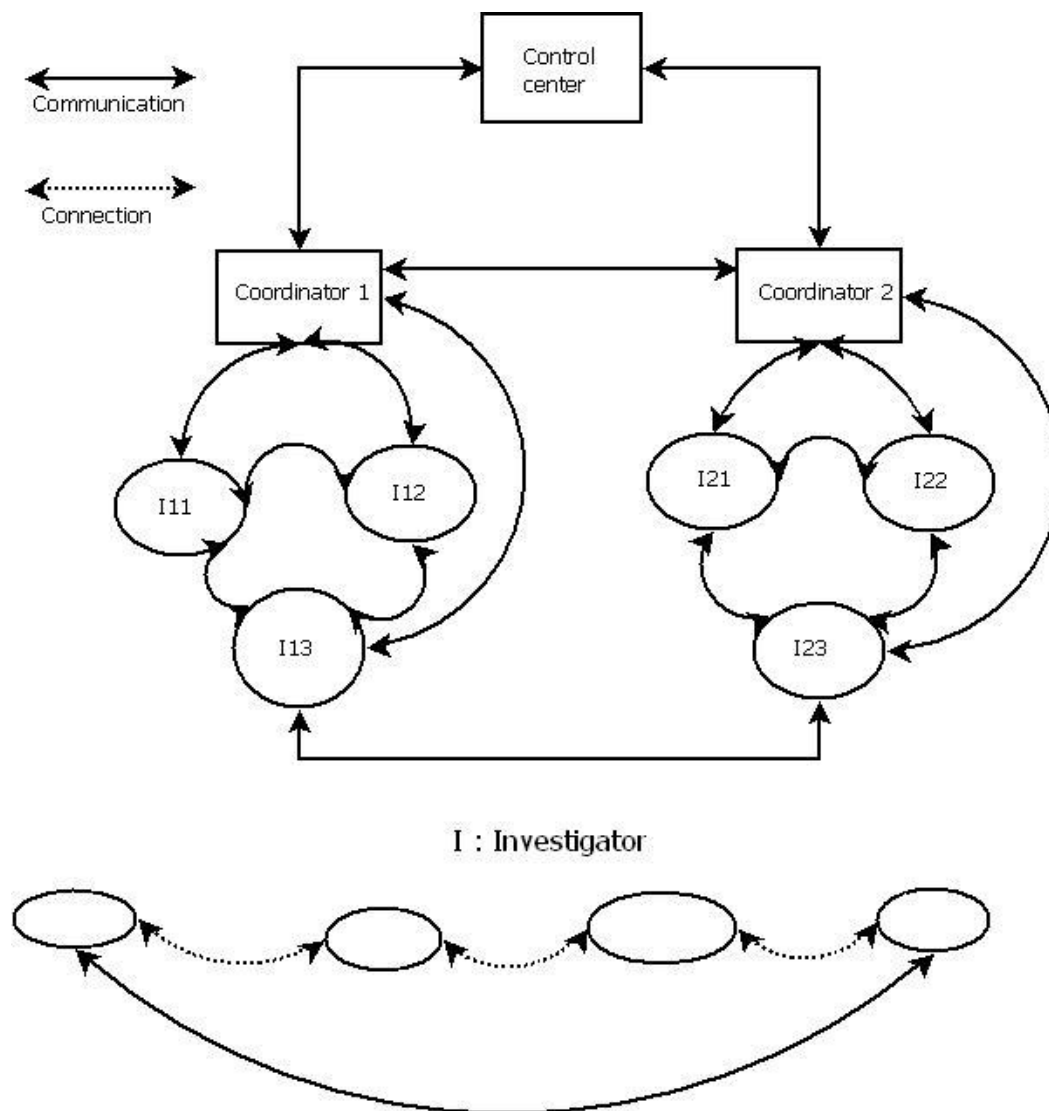 Control
center
Communication
Connection
Coordinator 1
Coordinator 2
I11
I12
I21
I22
I13
I23
I : Investigator